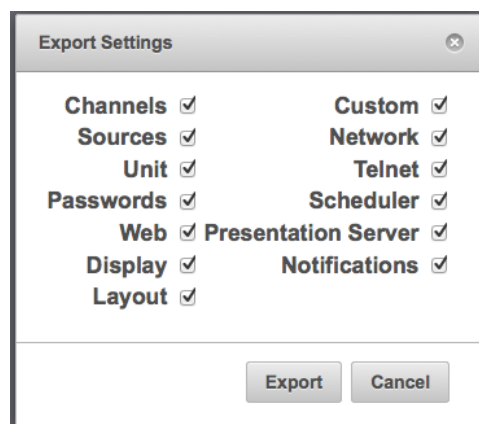 Export Settings
Channels Custom
Sources Network
Unit Telnet
Passwords Scheduler
Web Presentation Server
Display Notifications
Layout
Export Cancel